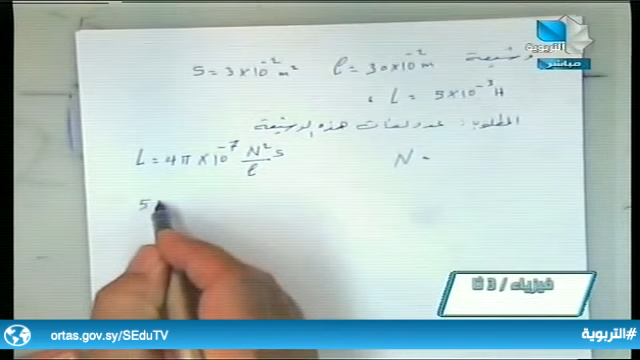 التربوية
مباشر
وشيعة l = 30×10⁻² m S = 3×10⁻² m²
، L = 5×10⁻³ H
المطلوب : عدد لفات هذه الوشيعة
L = 4π×10⁻⁷ N²/l S
N =
5
فيزياء / 3 ثا
ortas.gov.sy/SEduTV
#التربوية